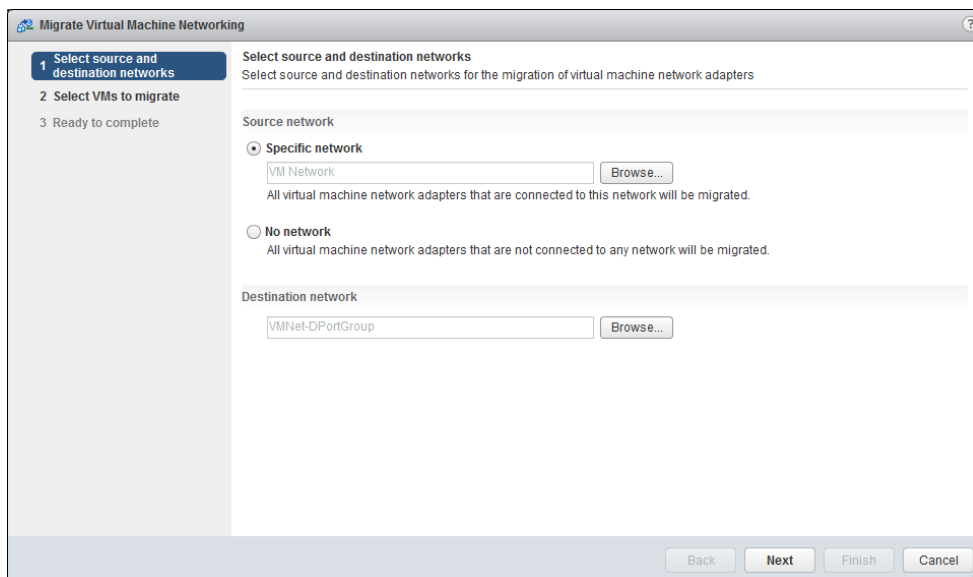 Migrate Virtual Machine Networking
?
1 Select source and
destination networks
2 Select VMs to migrate
3 Ready to complete
Select source and destination networks
Select source and destination networks for the migration of virtual machine network adapters
Source network
Specific network
VM Network
Browse...
All virtual machine network adapters that are connected to this network will be migrated.
No network
All virtual machine network adapters that are not connected to any network will be migrated.
Destination network
VMNet-DPortGroup
Browse...
Back Next Finish Cancel